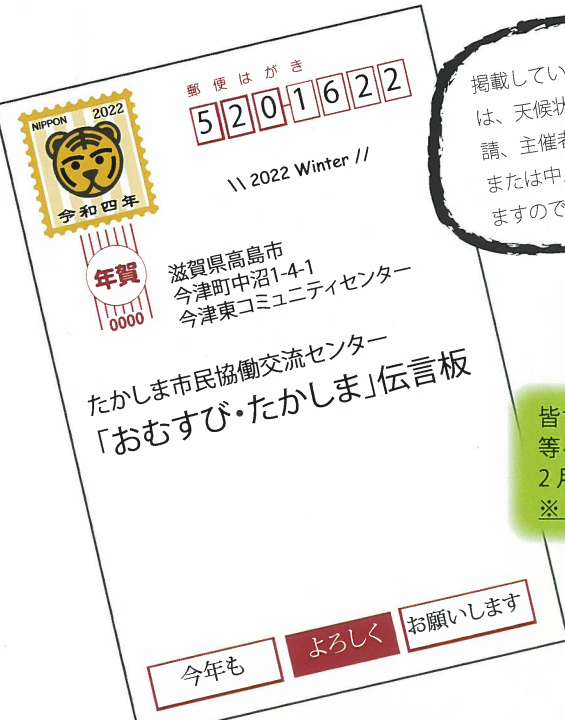 郵便はがき
5201622
NIPPON 2022
令和四年
\\ 2022 Winter //
年賀
0000
滋賀県高島市
今津町中沼1-4-1
今津東コミュニティセンター
たかしま市民協働交流センター
「おむすび・たかしま」伝言板
今年も
よろしく
お願いします
掲載してい
は、天候状
請、主催者
または中
ますので
皆
等
2月
※